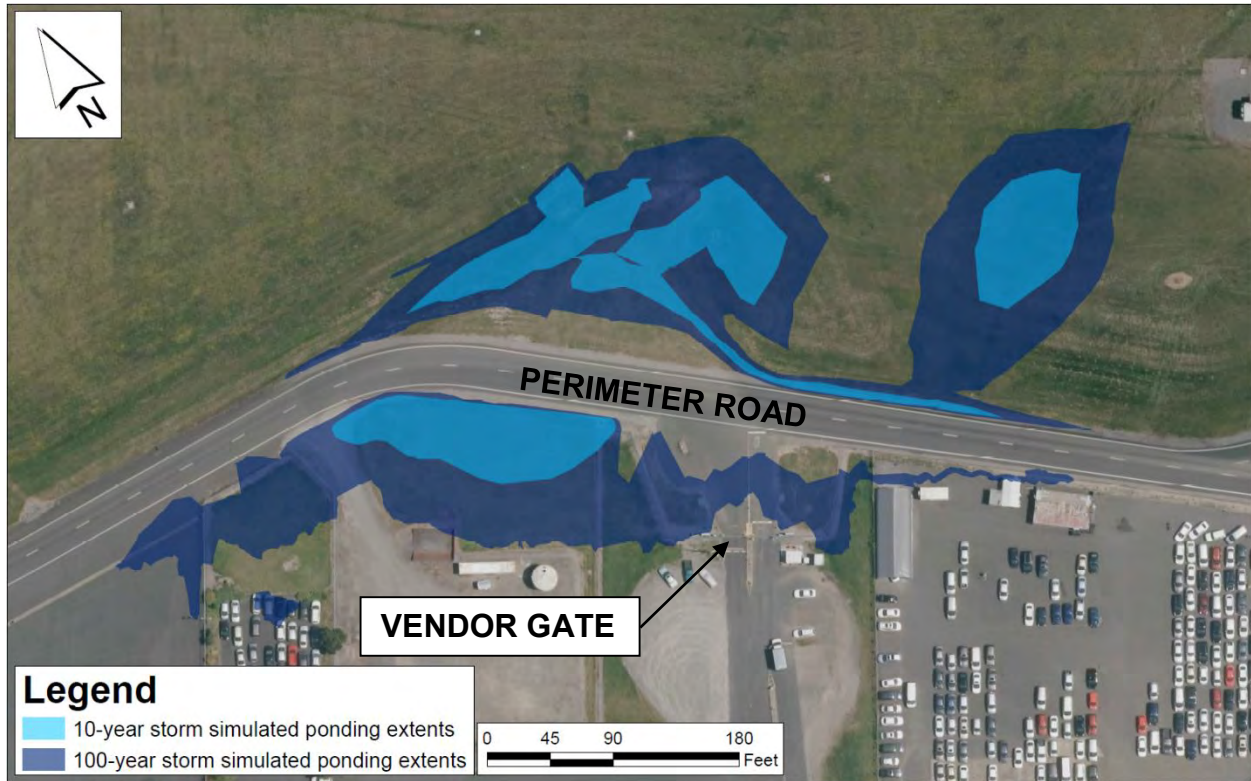 N
PERIMETER ROAD
VENDOR GATE
Legend
10-year storm simulated ponding extents
100-year storm simulated ponding extents
0 45 90 180
Feet